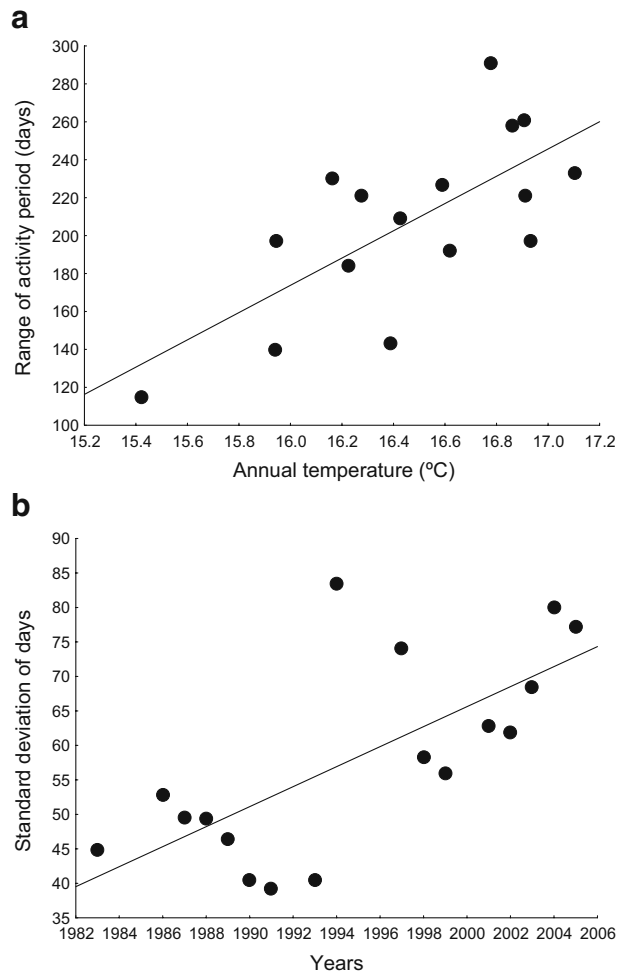 a
300
280
260
240
220
200
180
160
140
120
100
Range of activity period (days)
15.2 15.4 15.6 15.8 16.0 16.2 16.4 16.6 16.8 17.0 17.2
Annual temperature (ºC)
b
90
85
80
75
70
65
60
55
50
45
40
35
Standard deviation of days
1982 1984 1986 1988 1990 1992 1994 1996 1998 2000 2002 2004 2006
Years